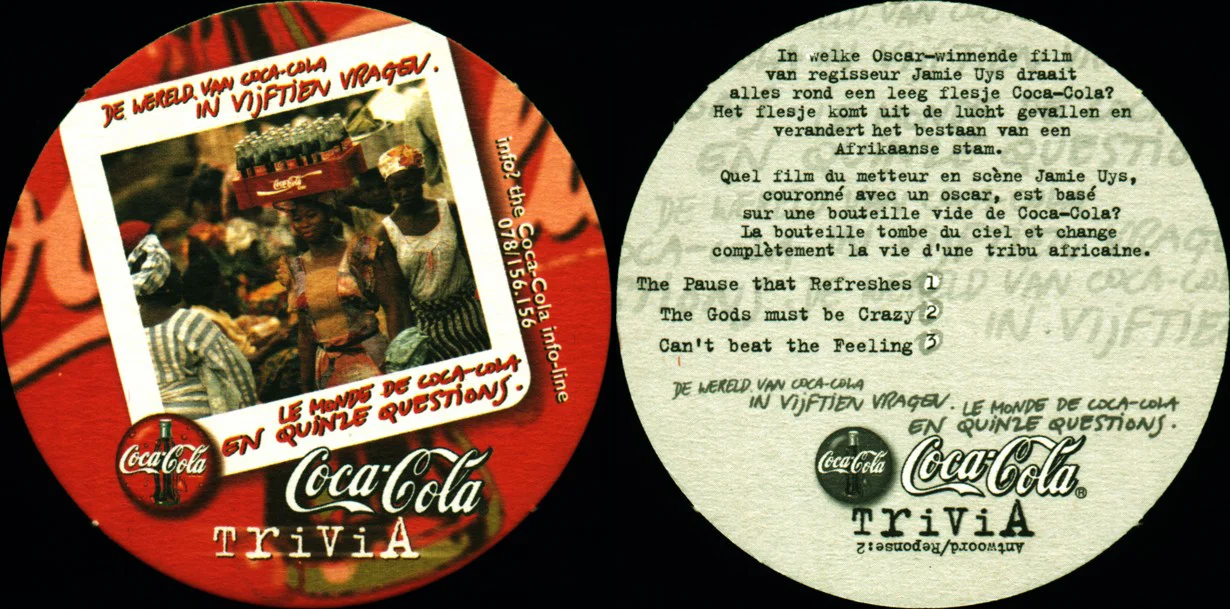 DE WERELD VAN COCA-COLA
IN VIJFTIEN VRAGEN.
Coca-Cola
info? the Coca-Cola info-line
078/156.156
LE MONDE DE COCA-COLA
EN QUINZE QUESTIONS.
Coca-Cola
Coca-Cola
TriViA
In welke Oscar-winnende film
van regisseur Jamie Uys draait
alles rond een leeg flesje Coca-Cola?
Het flesje komt uit de lucht gevallen en
verandert het bestaan van een
Afrikaanse stam.
Quel film du metteur en scène Jamie Uys,
couronné avec un oscar, est basé
sur une bouteille vide de Coca-Cola?
La bouteille tombe du ciel et change
complètement la vie d'une tribu africaine.
The Pause that Refreshes 1
The Gods must be Crazy 2
Can't beat the Feeling 3
DE WERELD VAN COCA-COLA
IN VIJFTIEN VRAGEN.
LE MONDE DE COCA-COLA
EN QUINZE QUESTIONS.
Coca-Cola
Coca-Cola®
TriViA
Antwoord/Reponse:2